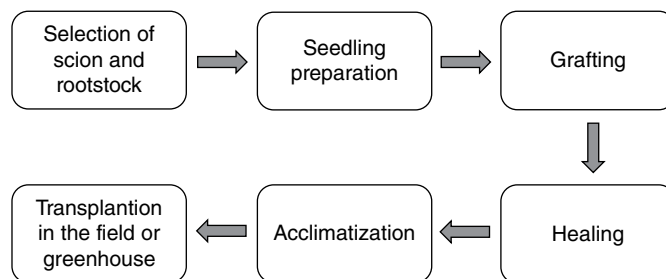 Selection of
scion and
rootstock
Seedling
preparation
Grafting
Healing
Acclimatization
Transplantion
in the field or
greenhouse